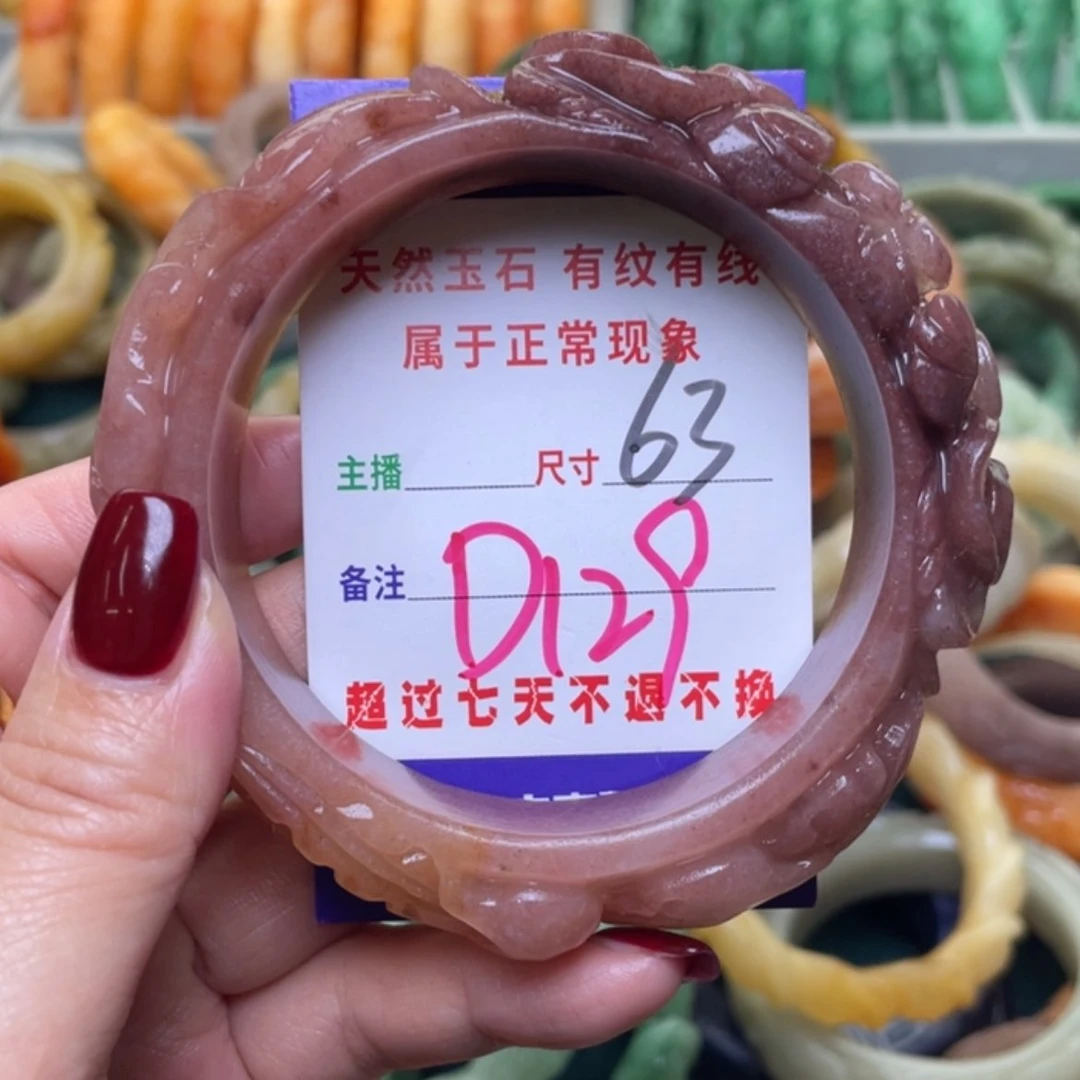 天然玉石 有纹有线
属于正常现象
主播 尺寸 63
备注 D129
超过七天不退不换